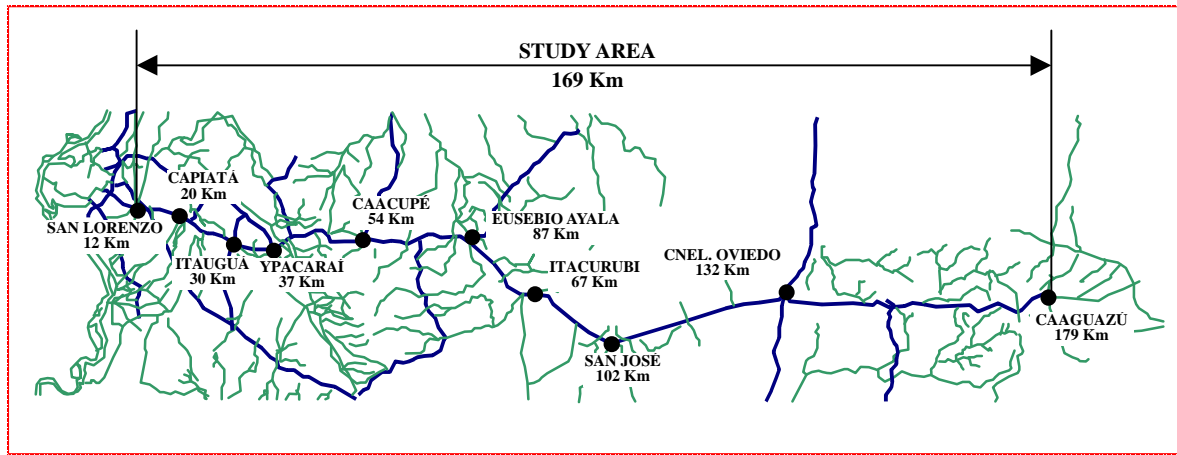 STUDY AREA
169 Km
CAPIATÁ
20 Km
SAN LORENZO
12 Km
ITAUGUÁ
30 Km
YPACARAÍ
37 Km
CAACUPÉ
54 Km
EUSEBIO AYALA
87 Km
ITACURUBI
67 Km
SAN JOSÉ
102 Km
CNEL. OVIEDO
132 Km
CAAGUAZÚ
179 Km